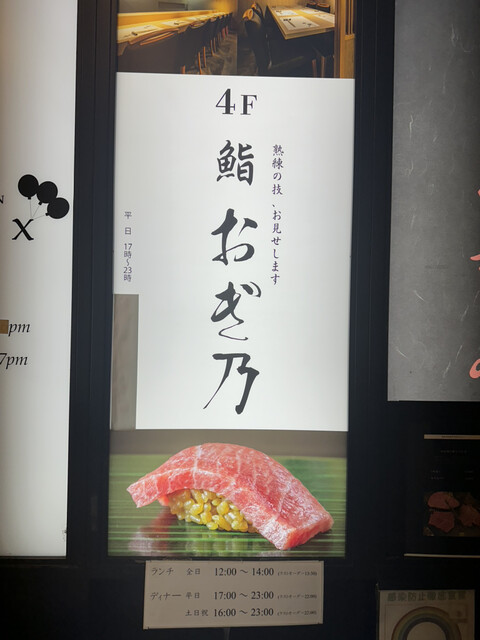 4F
鮨 おぎ乃
熟練の技、お見せします
平日 17時~23時
X
pm
7pm
ランチ 全日 12:00 ~ 14:00
ディナー 平日 17:00 ~ 23:00
土日祝 16:00 ~ 23:00